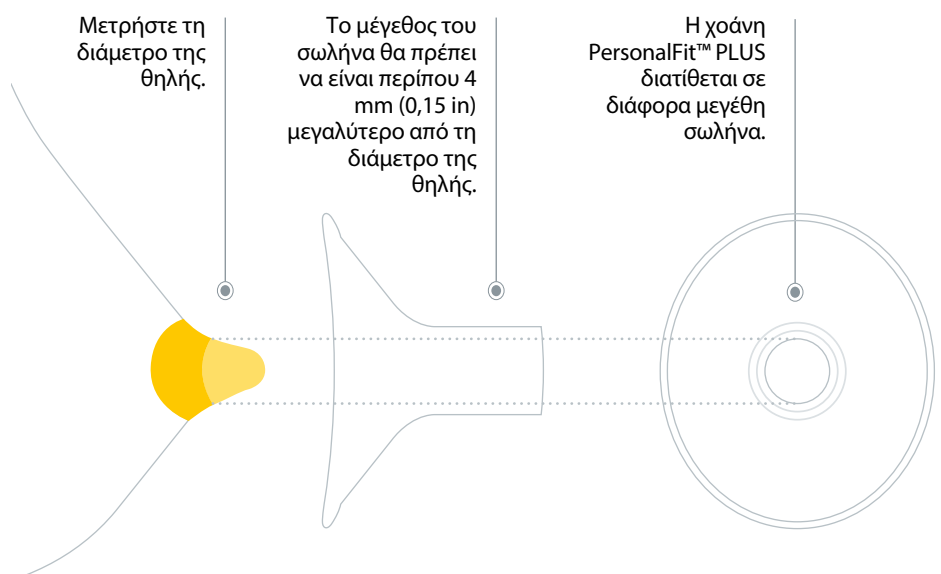 Μετρήστε τη
διάμετρο της
θηλής.
Το μέγεθος του
σωλήνα θα πρέπει
να είναι περίπου 4
mm (0,15 in)
μεγαλύτερο από τη
διάμετρο της
θηλής.
Η χοάνη
PersonalFit™ PLUS
διατίθεται σε
διάφορα μεγέθη
σωλήνα.